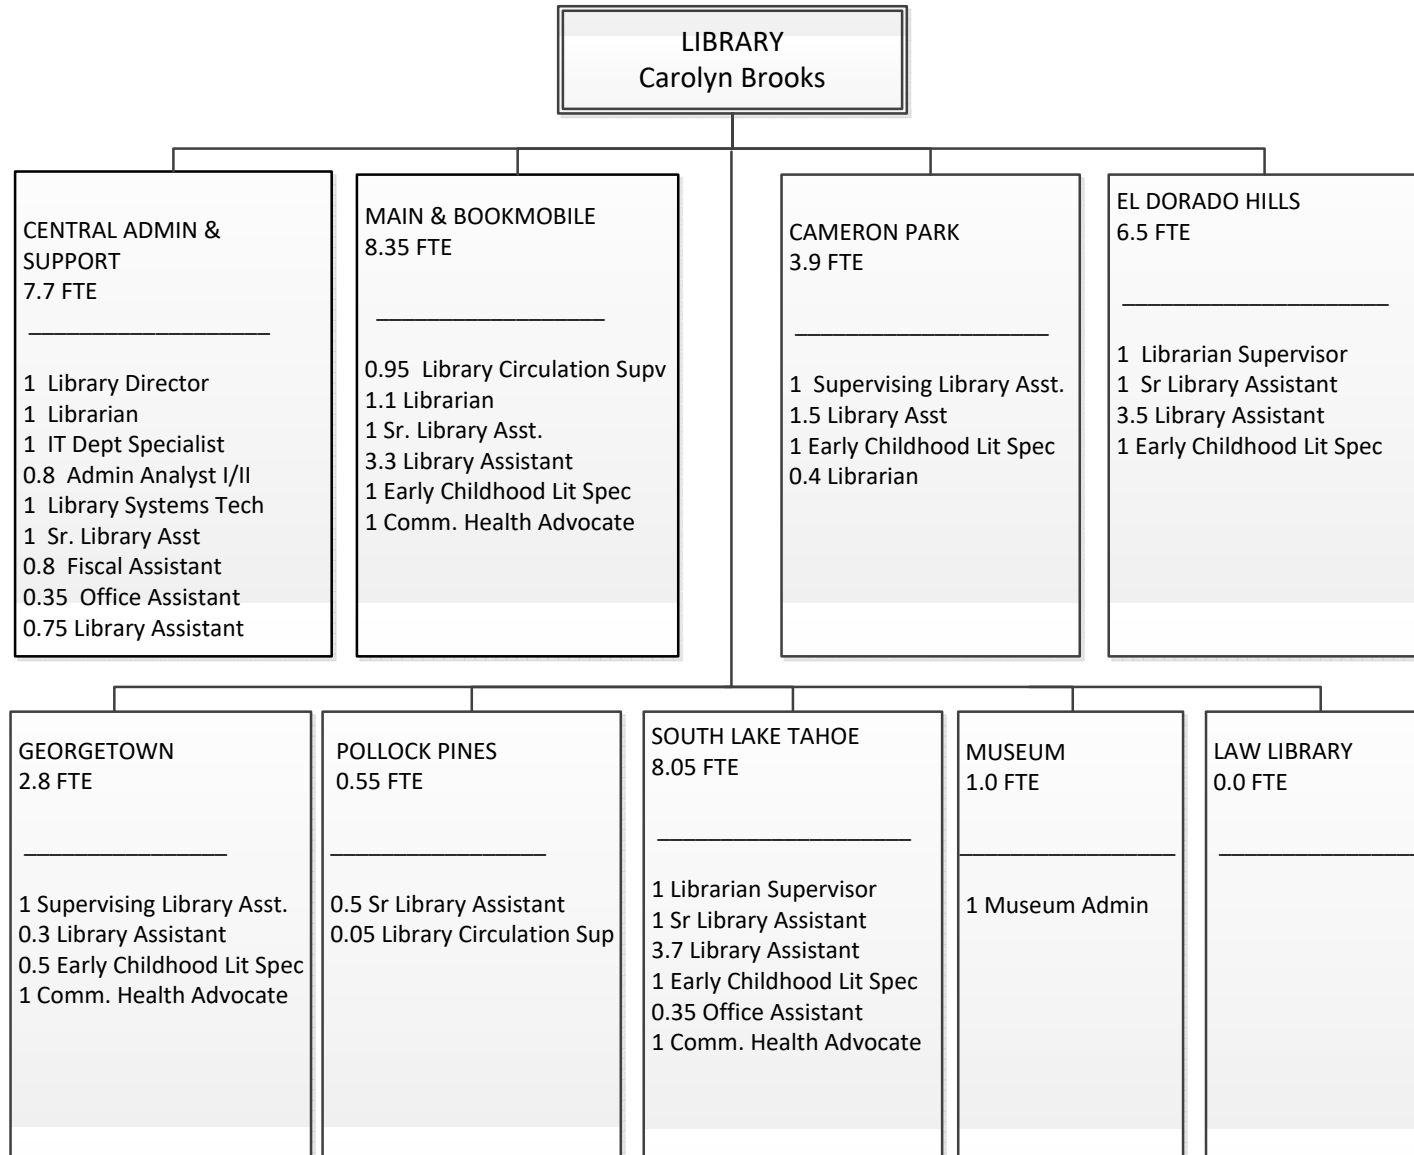 LIBRARY
Carolyn Brooks
CENTRAL ADMIN &
SUPPORT
7.7 FTE
1 Library Director
1 Librarian
1 IT Dept Specialist
0.8 Admin Analyst I/II
1 Library Systems Tech
1 Sr. Library Asst
0.8 Fiscal Assistant
0.35 Office Assistant
0.75 Library Assistant
MAIN & BOOKMOBILE
8.35 FTE
0.95 Library Circulation Supv
1.1 Librarian
1 Sr. Library Asst.
3.3 Library Assistant
1 Early Childhood Lit Spec
1 Comm. Health Advocate
CAMERON PARK
3.9 FTE
1 Supervising Library Asst.
1.5 Library Asst
1 Early Childhood Lit Spec
0.4 Librarian
EL DORADO HILLS
6.5 FTE
1 Librarian Supervisor
1 Sr Library Assistant
3.5 Library Assistant
1 Early Childhood Lit Spec
GEORGETOWN
2.8 FTE
1 Supervising Library Asst.
0.3 Library Assistant
0.5 Early Childhood Lit Spec
1 Comm. Health Advocate
POLLOCK PINES
0.55 FTE
0.5 Sr Library Assistant
0.05 Library Circulation Sup
SOUTH LAKE TAHOE
8.05 FTE
1 Librarian Supervisor
1 Sr Library Assistant
3.7 Library Assistant
1 Early Childhood Lit Spec
0.35 Office Assistant
1 Comm. Health Advocate
MUSEUM
1.0 FTE
1 Museum Admin
LAW LIBRARY
0.0 FTE